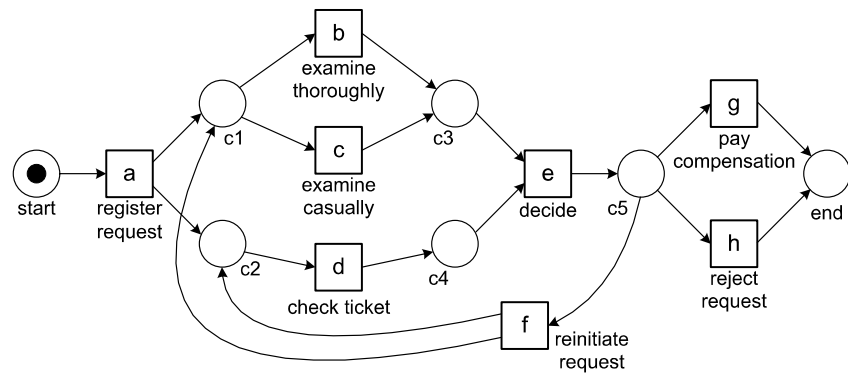 b
examine
thoroughly
c1
c3
g
pay
compensation
a
register
request
start
c
examine
casually
e
decide
c5
end
c2
d
check ticket
c4
h
reject
request
f
reinitiate
request